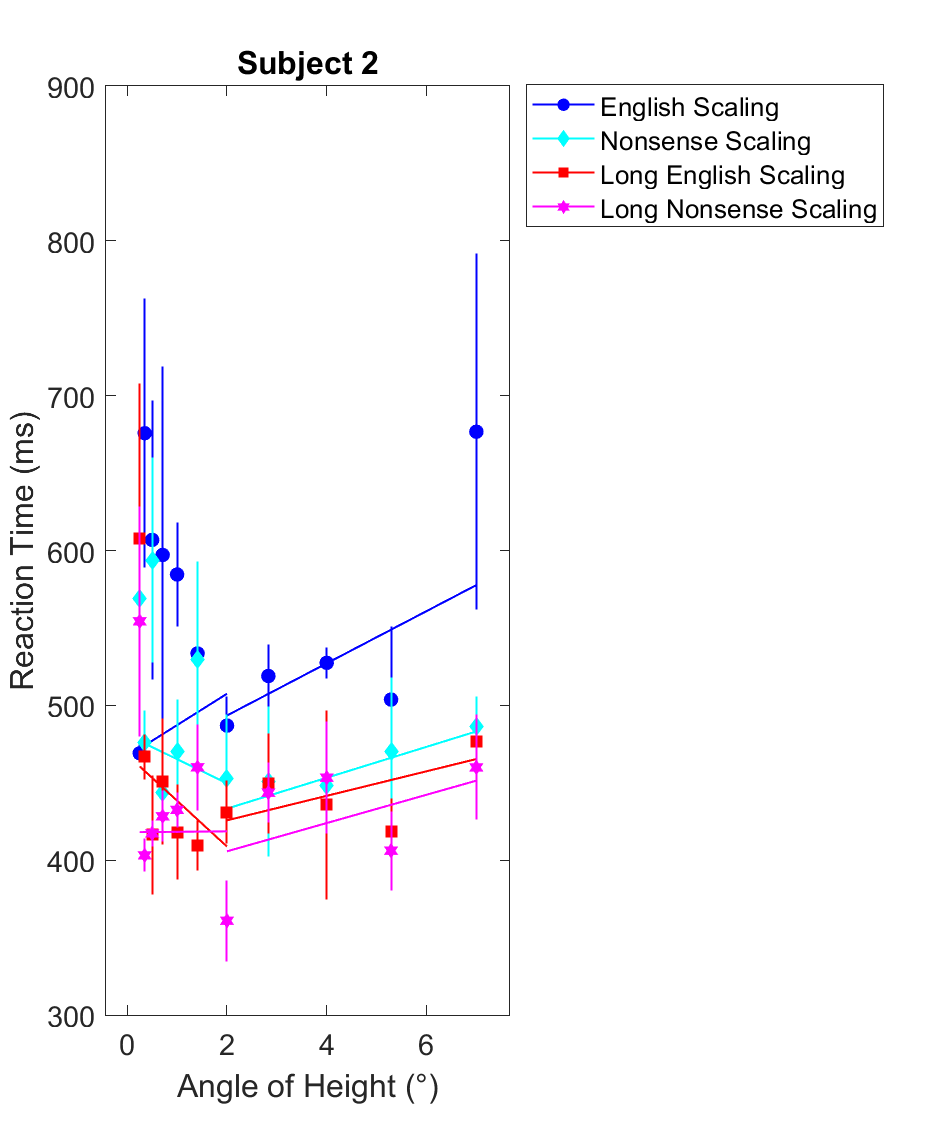 Subject 2
900
800
700
600
500
400
300
0 2 4 6
Reaction Time (ms)
Angle of Height (°)
English Scaling
Nonsense Scaling
Long English Scaling
Long Nonsense Scaling